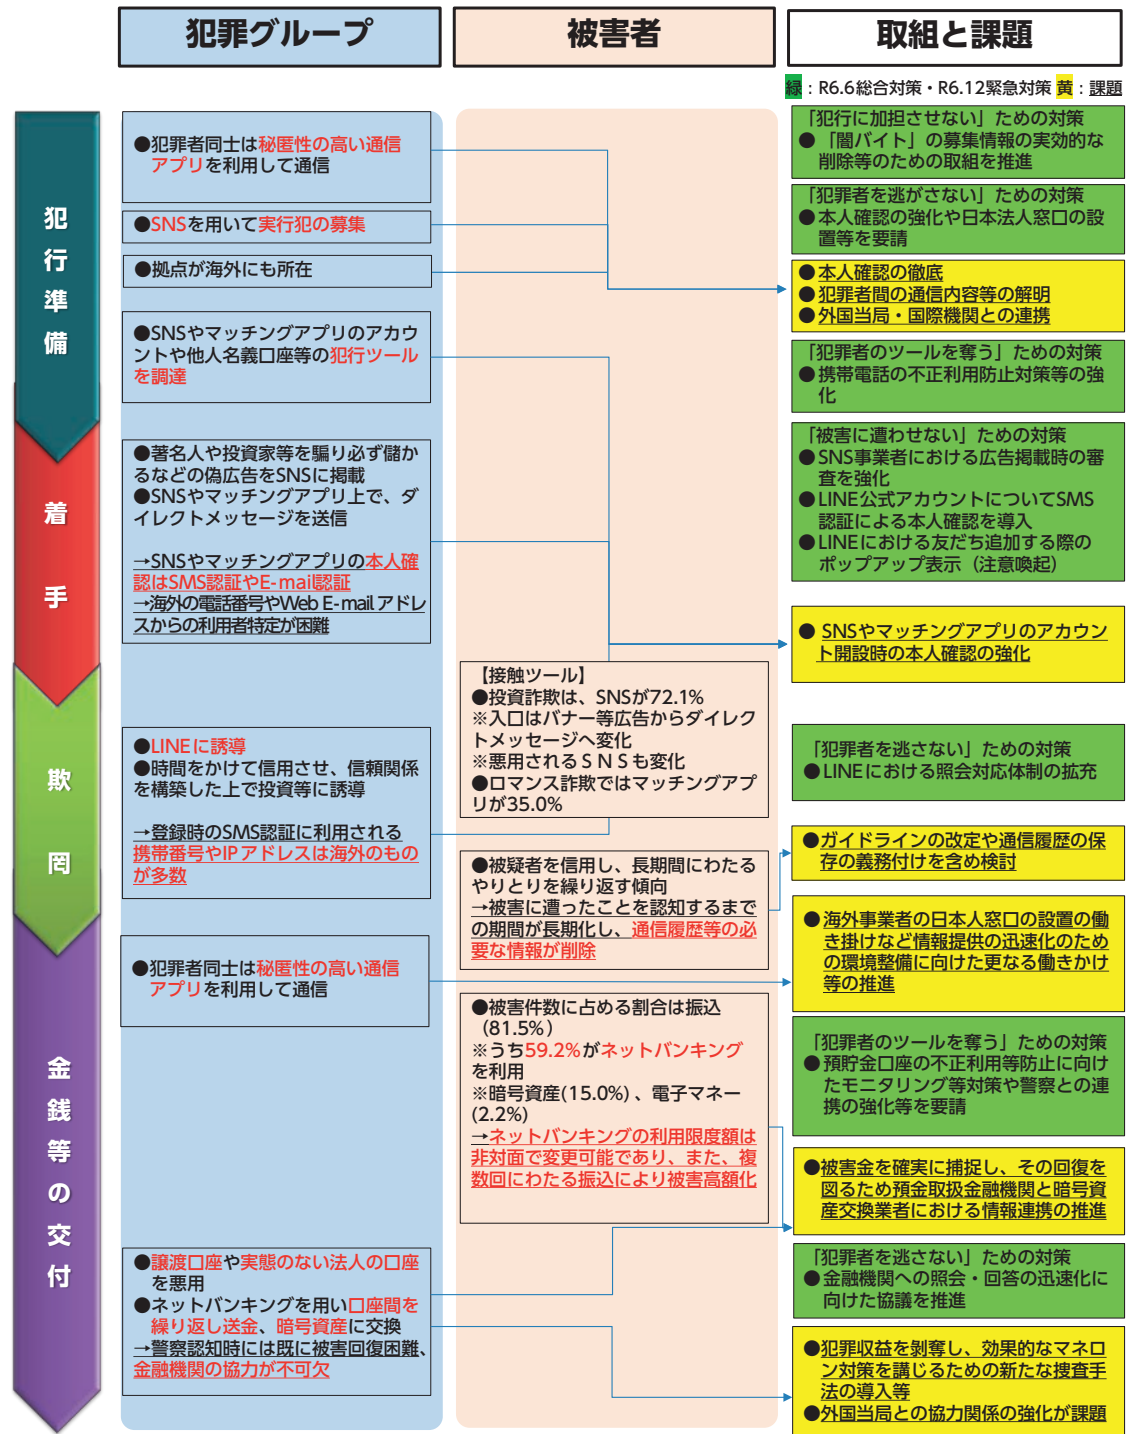 犯罪グループ
被害者
取組と課題
緑：R6.6総合対策・R6.12緊急対策 黄：課題
犯行準備
●犯罪者同士は秘匿性の高い通信
アプリを利用して通信
●SNSを用いて実行犯の募集
●拠点が海外にも所在
●SNSやマッチングアプリのアカウ
ントや他人名義口座等の犯行ツール
を調達
「犯行に加担させない」ための対策
●「闇バイト」の募集情報の実効的な
削除等のための取組を推進
「犯罪者を逃がさない」ための対策
●本人確認の強化や日本法人窓口の設
置等を要請
●本人確認の徹底
●犯罪者間の通信内容等の解明
●外国当局・国際機関との連携
「犯罪者のツールを奪う」ための対策
●携帯電話の不正利用防止対策等の強
化
着手
●著名人や投資家等を騙り必ず儲か
るなどの偽広告をSNSに掲載
●SNSやマッチングアプリ上で、ダ
イレクトメッセージを送信
→SNSやマッチングアプリの本人確
認はSMS認証やE-mail認証
→海外の電話番号やWeb E-mailアドレ
スからの利用者特定が困難
「被害に遭わせない」ための対策
●SNS事業者における広告掲載時の審
査を強化
●LINE公式アカウントについてSMS
認証による本人確認を導入
●LINEにおける友だち追加する際の
ポップアップ表示（注意喚起）
● SNSやマッチングアプリのアカウン
ト開設時の本人確認の強化
【接触ツール】
●投資詐欺は、SNSが72.1%
※入口はバナー等広告からダイレク
トメッセージへ変化
※悪用されるＳＮＳも変化
●ロマンス詐欺ではマッチングアプ
リが35.0%
欺罔
●LINEに誘導
●時間をかけて信用させ、信頼関係
を構築した上で投資等に誘導
→登録時のSMS認証に利用される
携帯番号やIPアドレスは海外のもの
が多数
「犯罪者を逃さない」ための対策
●LINEにおける照会対応体制の拡充
●被疑者を信用し、長期間にわたる
やりとりを繰り返す傾向
→被害に遭ったことを認知するまで
の期間が長期化し、通信履歴等の必
要な情報が削除
●ガイドラインの改定や通信履歴の保
存の義務付けを含め検討
●海外事業者の日本人窓口の設置の働
き掛けなど情報提供の迅速化のため
の環境整備に向けた更なる働きかけ
等の推進
金銭等の交付
●犯罪者同士は秘匿性の高い通信
アプリを利用して通信
●被害件数に占める割合は振込
（81.5%）
※うち59.2%がネットバンキング
を利用
※暗号資産(15.0%)、電子マネー
(2.2%)
→ネットバンキングの利用限度額は
非対面で変更可能であり、また、複
数回にわたる振込により被害高額化
「犯罪者のツールを奪う」ための対策
●預貯金口座の不正利用等防止に向け
たモニタリング等対策や警察との連
携の強化等を要請
●被害金を確実に捕捉し、その回復を
図るため預金取扱金融機関と暗号資
産交換業者における情報連携の推進
●譲渡口座や実態のない法人の口座
を悪用
●ネットバンキングを用い口座間を
繰り返し送金、暗号資産に交換
→警察認知時には既に被害回復困難、
金融機関の協力が不可欠
「犯罪者を逃さない」ための対策
●金融機関への照会・回答の迅速化に
向けた協議を推進
●犯罪収益を剝奪し、効果的なマネロ
ン対策を講じるための新たな捜査手
法の導入等
●外国当局との協力関係の強化が課題